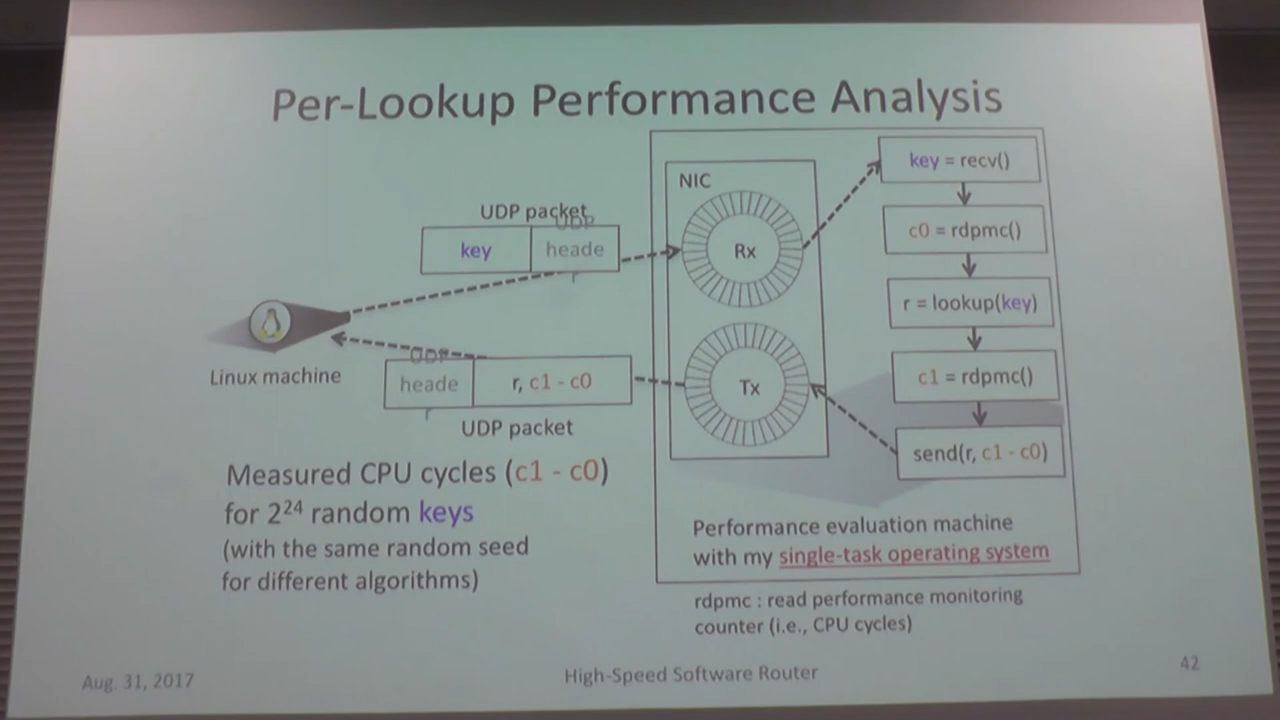 Per-Lookup Performance Analysis
UDP packet
key
UDP
heade
r
Linux machine
UDP
heade
r
r, c1 - c0
UDP packet
NIC
Rx
Tx
key = recv()
c0 = rdpmc()
r = lookup(key)
c1 = rdpmc()
send(r, c1 - c0)
Measured CPU cycles (c1 - c0)
for 2²⁴ random keys
(with the same random seed
for different algorithms)
Performance evaluation machine
with my single-task operating system
rdpmc : read performance monitoring
counter (i.e., CPU cycles)
Aug. 31, 2017
High-Speed Software Router
42